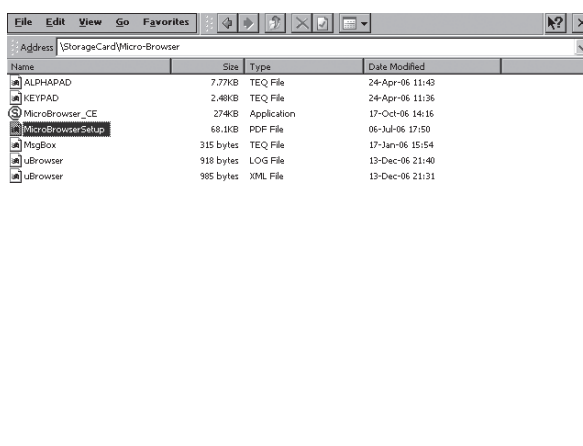 File Edit View Go Favorites
Address \StorageCard\Micro-Browser
Name Size Type Date Modified
ALPHAPAD 7.77KB TEQ File 24-Apr-06 11:43
KEYPAD 2.48KB TEQ File 24-Apr-06 11:36
MicroBrowser_CE 274KB Application 17-Oct-06 14:16
MicroBrowserSetup 68.1KB PDF File 06-Jul-06 17:50
MsgBox 315 bytes TEQ File 17-Jan-06 15:54
uBrowser 918 bytes LOG File 13-Dec-06 21:40
uBrowser 985 bytes XML File 13-Dec-06 21:31